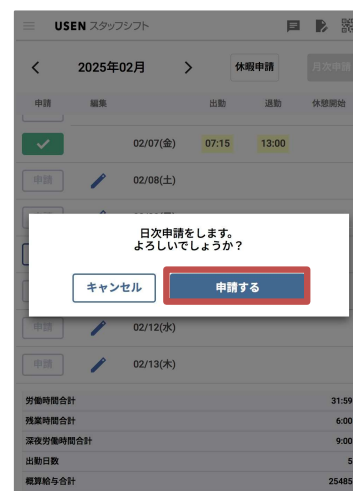 USEN スタッフシフト
2025年02月
休暇申請
月次申請
申請 編集 出勤 退勤 休憩開始
02/07(金) 07:15 13:00
申請 02/08(土)
日次申請をします。
よろしいでしょうか？
キャンセル 申請する
申請 02/12(水)
申請 02/13(木)
労働時間合計 31:59
残業時間合計 6:00
深夜労働時間合計 9:00
出勤日数 5
概算給与合計 25485